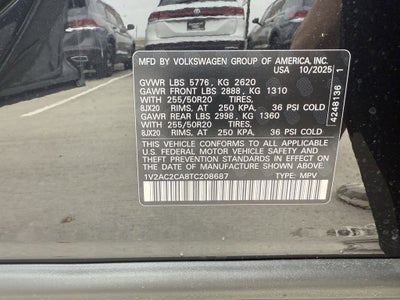 MFD BY VOLKSWAGEN GROUP OF AMERICA, INC.
USA 10/2025
GVWR LBS 5776, KG 2620
GAWR FRONT LBS 2888, KG 1310
WITH 255/50R20 TIRES,
8JX20 RIMS, AT 250 KPA, 36 PSI COLD
GAWR REAR LBS 2998, KG 1360
WITH 255/50R20 TIRES,
8JX20 RIMS, AT 250 KPA, 36 PSI COLD
THIS VEHICLE CONFORMS TO ALL APPLICABLE
U.S. FEDERAL MOTOR VEHICLE SAFETY AND
THEFT PREVENTION STANDARDS IN EFFECT ON THE
DATE OF MANUFACTURE SHOWN ABOVE.
1V2AC2CA8TC208687 TYPE: MPV
4248136 1